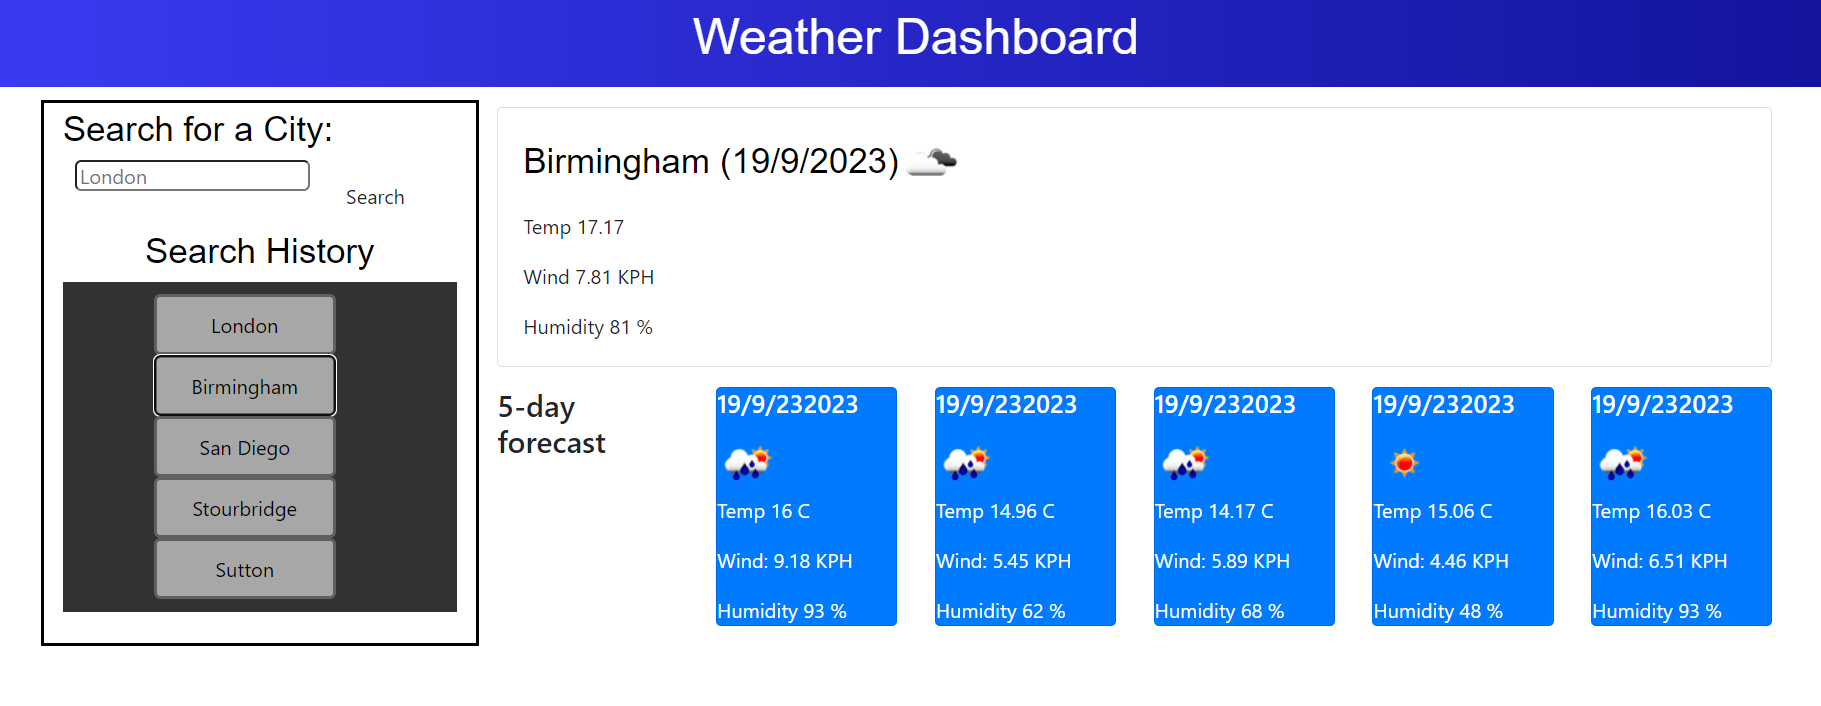 Weather Dashboard
Search for a City:
London
Search
Search History
London
Birmingham
San Diego
Stourbridge
Sutton
Birmingham (19/9/2023)
Temp 17.17
Wind 7.81 KPH
Humidity 81 %
5-day
forecast
19/9/232023
Temp 16 C
Wind: 9.18 KPH
Humidity 93 %
19/9/232023
Temp 14.96 C
Wind: 5.45 KPH
Humidity 62 %
19/9/232023
Temp 14.17 C
Wind: 5.89 KPH
Humidity 68 %
19/9/232023
Temp 15.06 C
Wind: 4.46 KPH
Humidity 48 %
19/9/232023
Temp 16.03 C
Wind: 6.51 KPH
Humidity 93 %